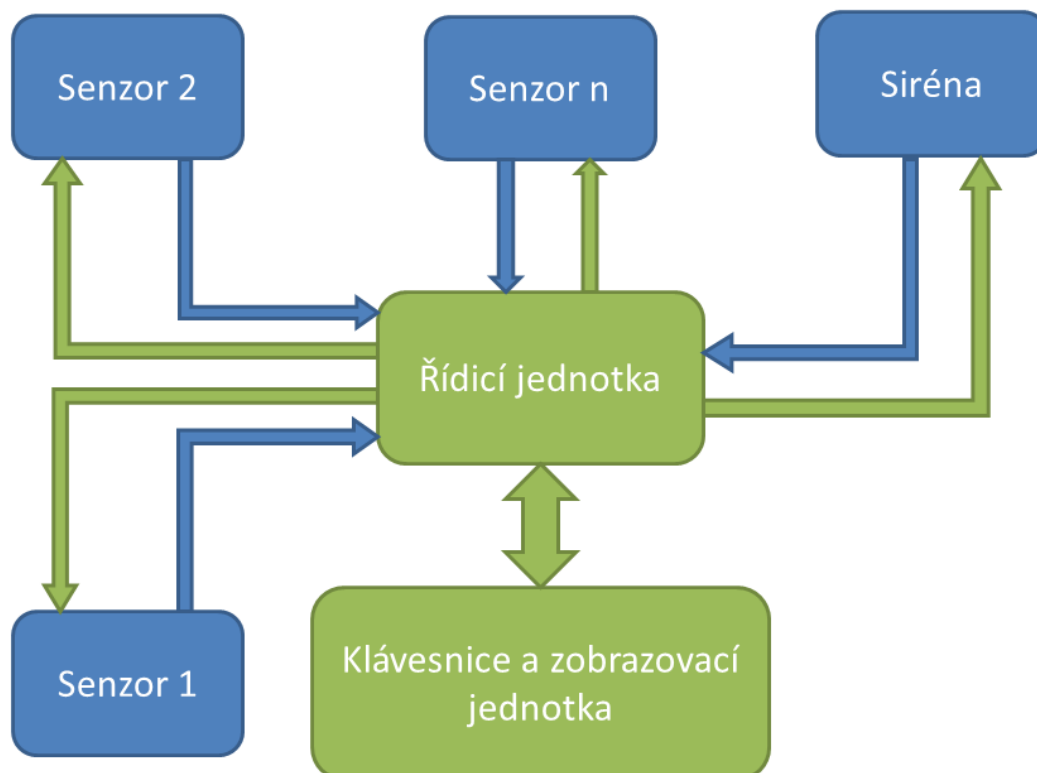 Senzor 2
Senzor n
Siréna
Řídicí jednotka
Klávesnice a zobrazovací
jednotka
Senzor 1